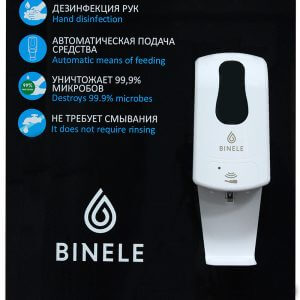 ДЕЗИНФЕКЦИЯ РУК
Hand disinfection
АВТОМАТИЧЕСКАЯ ПОДАЧА
СРЕДСТВА
Automatic means of feeding
УНИЧТОЖАЕТ 99,9%
МИКРОБОВ
Destroys 99.9% microbes
НЕ ТРЕБУЕТ СМЫВАНИЯ
It does not require rinsing
BINELE
BINELE